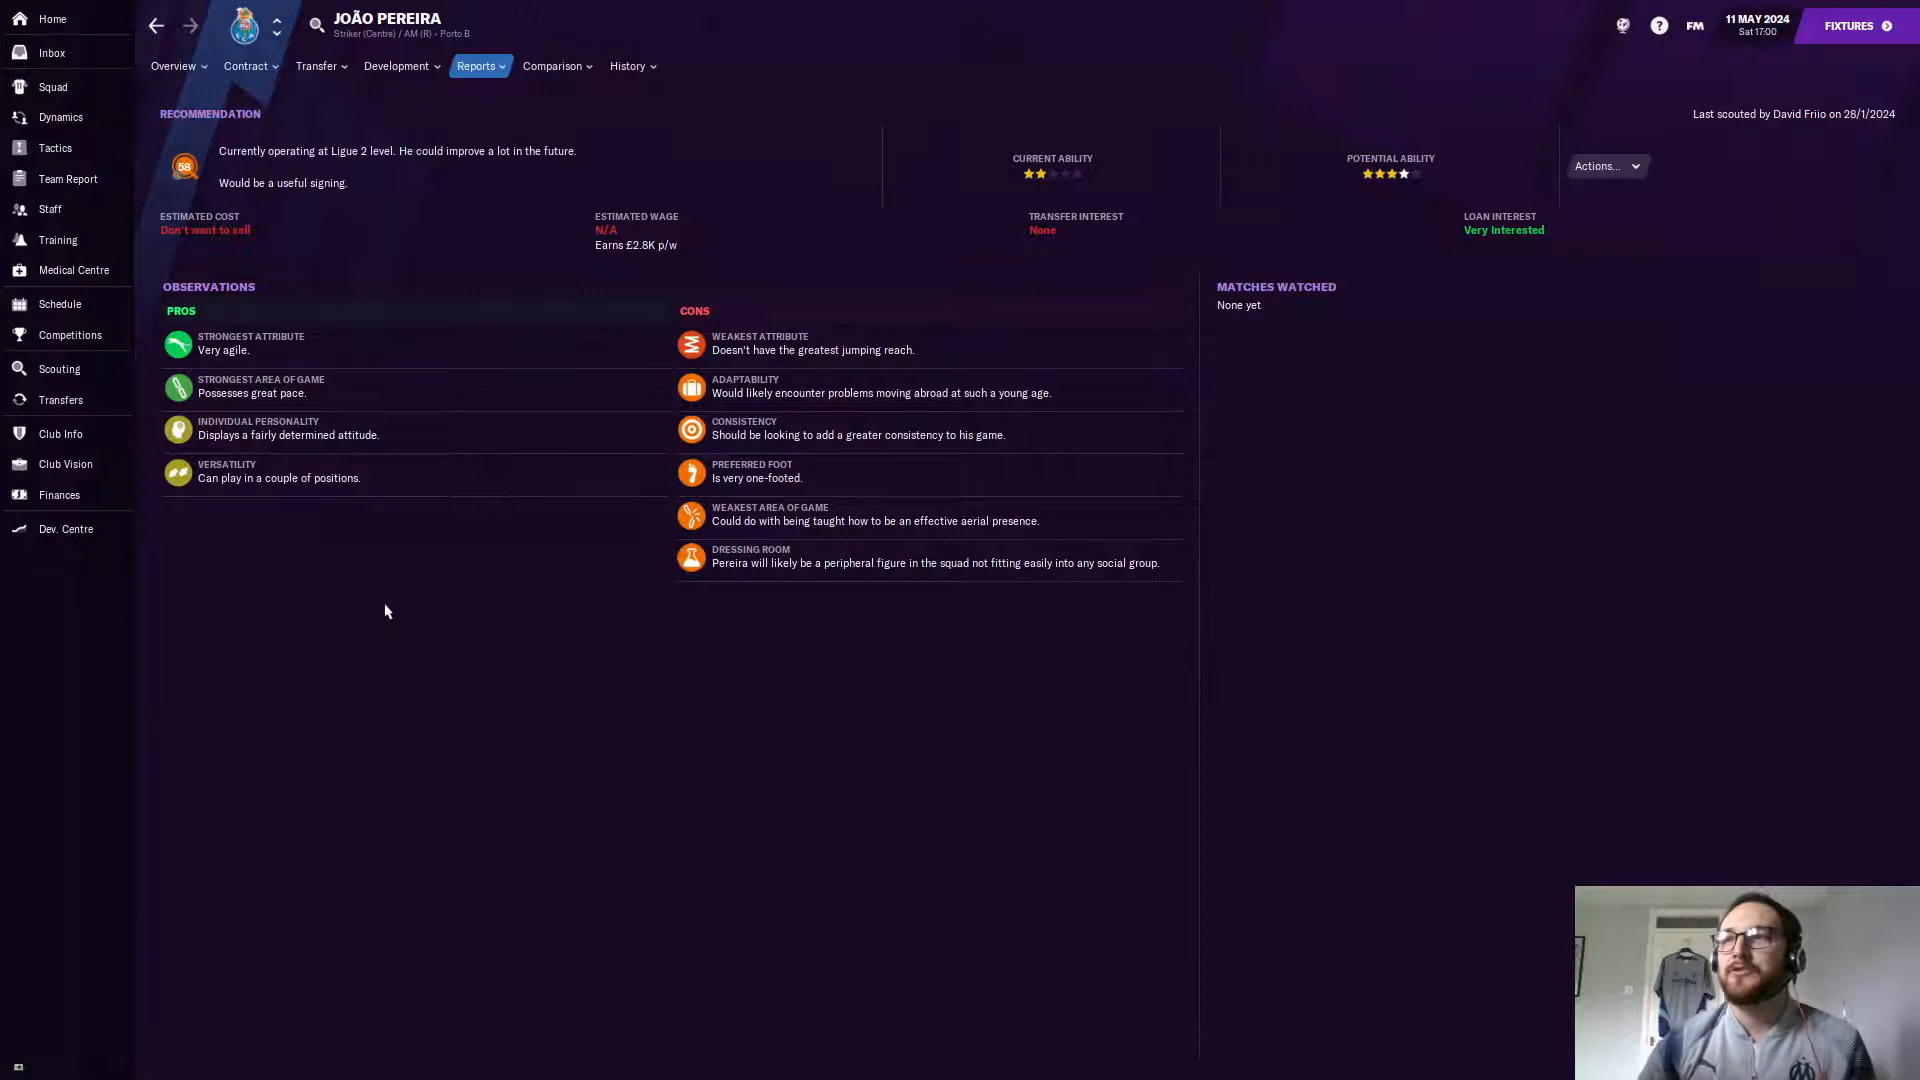 Home
Inbox
Squad
Dynamics
Tactics
Team Report
Staff
Training
Medical Centre
Schedule
Competitions
Scouting
Transfers
Club Info
Club Vision
Finances
Dev. Centre
JOÃO PEREIRA
Striker (Centre) / AM (R) - Porto B
FM
11 MAY 2024
Sat 17:00
FIXTURES
Overview
Contract
Transfer
Development
Reports
Comparison
History
RECOMMENDATION
Last scouted by David Friio on 28/1/2024
58
Currently operating at Ligue 2 level. He could improve a lot in the future.
Would be a useful signing.
CURRENT ABILITY
POTENTIAL ABILITY
Actions...
ESTIMATED COST
Don't want to sell
ESTIMATED WAGE
N/A
Earns £2.8K p/w
TRANSFER INTEREST
None
LOAN INTEREST
Very Interested
OBSERVATIONS
PROS
STRONGEST ATTRIBUTE
Very agile.
STRONGEST AREA OF GAME
Possesses great pace.
INDIVIDUAL PERSONALITY
Displays a fairly determined attitude.
VERSATILITY
Can play in a couple of positions.
CONS
WEAKEST ATTRIBUTE
Doesn't have the greatest jumping reach.
ADAPTABILITY
Would likely encounter problems moving abroad at such a young age.
CONSISTENCY
Should be looking to add a greater consistency to his game.
PREFERRED FOOT
Is very one-footed.
WEAKEST AREA OF GAME
Could do with being taught how to be an effective aerial presence.
DRESSING ROOM
Pereira will likely be a peripheral figure in the squad not fitting easily into any social group.
MATCHES WATCHED
None yet